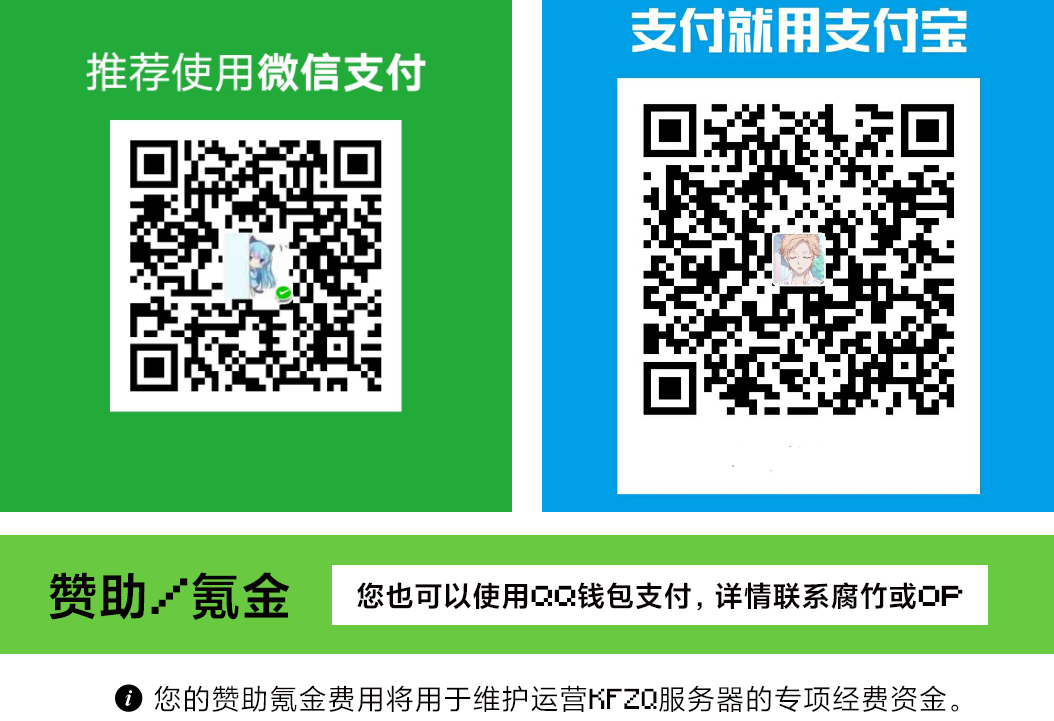 推荐使用微信支付
支付就用支付宝
赞助/氪金
您也可以使用QQ钱包支付，详情联系腐竹或OP
i 您的赞助氪金费用将用于维护运营KFZQ服务器的专项经费资金。